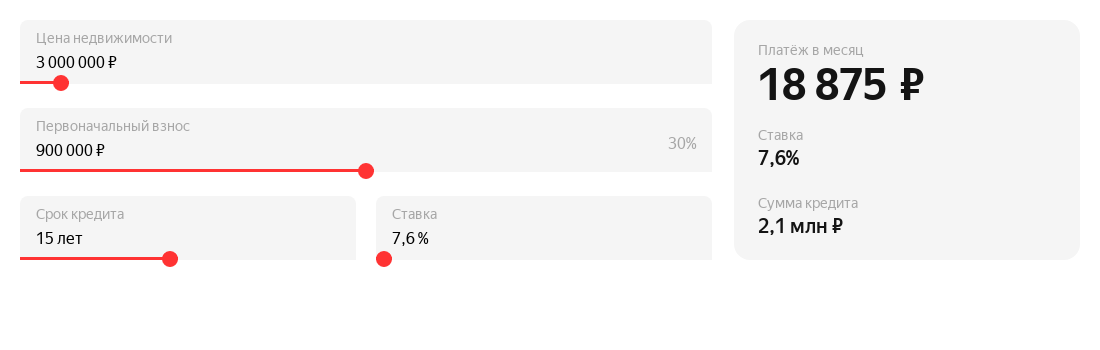 Цена недвижимости
3 000 000 ₽
Первоначальный взнос
900 000 ₽
30%
Срок кредита
15 лет
Ставка
7,6 %
Платёж в месяц
18 875 ₽
Ставка
7,6%
Сумма кредита
2,1 млн ₽